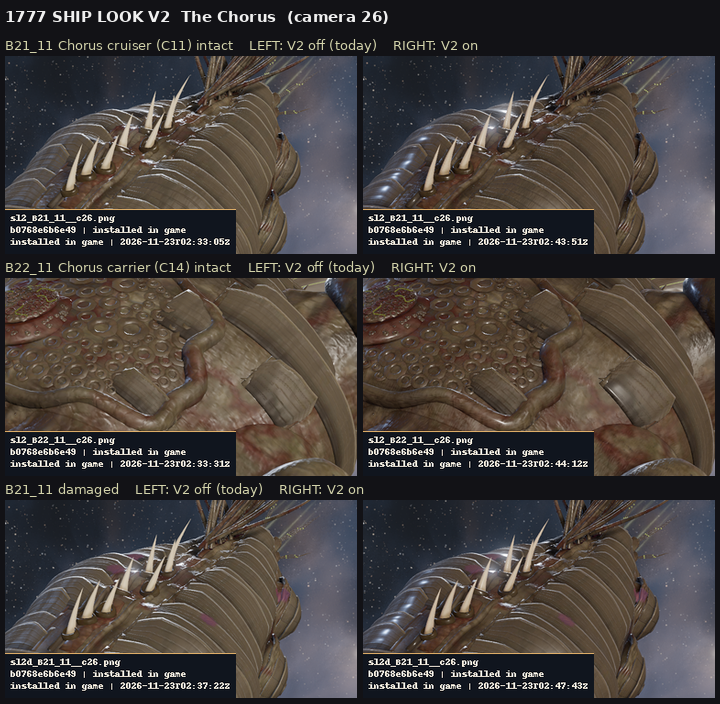 1777 SHIP LOOK V2 The Chorus (camera 26)
B21_11 Chorus cruiser (C11) intact LEFT: V2 off (today) RIGHT: V2 on
sl2_B21_11__c26.png
b0768e6b6e49 | installed in game
installed in game | 2026-11-23T02:33:05Z
sl2_B21_11__c26.png
b0768e6b6e49 | installed in game
installed in game | 2026-11-23T02:43:51Z
B22_11 Chorus carrier (C14) intact LEFT: V2 off (today) RIGHT: V2 on
sl2_B22_11__c26.png
b0768e6b6e49 | installed in game
installed in game | 2026-11-23T02:33:31Z
sl2_B22_11__c26.png
b0768e6b6e49 | installed in game
installed in game | 2026-11-23T02:44:12Z
B21_11 damaged LEFT: V2 off (today) RIGHT: V2 on
sl2d_B21_11__c26.png
b0768e6b6e49 | installed in game
installed in game | 2026-11-23T02:37:22Z
sl2d_B21_11__c26.png
b0768e6b6e49 | installed in game
installed in game | 2026-11-23T02:47:43Z